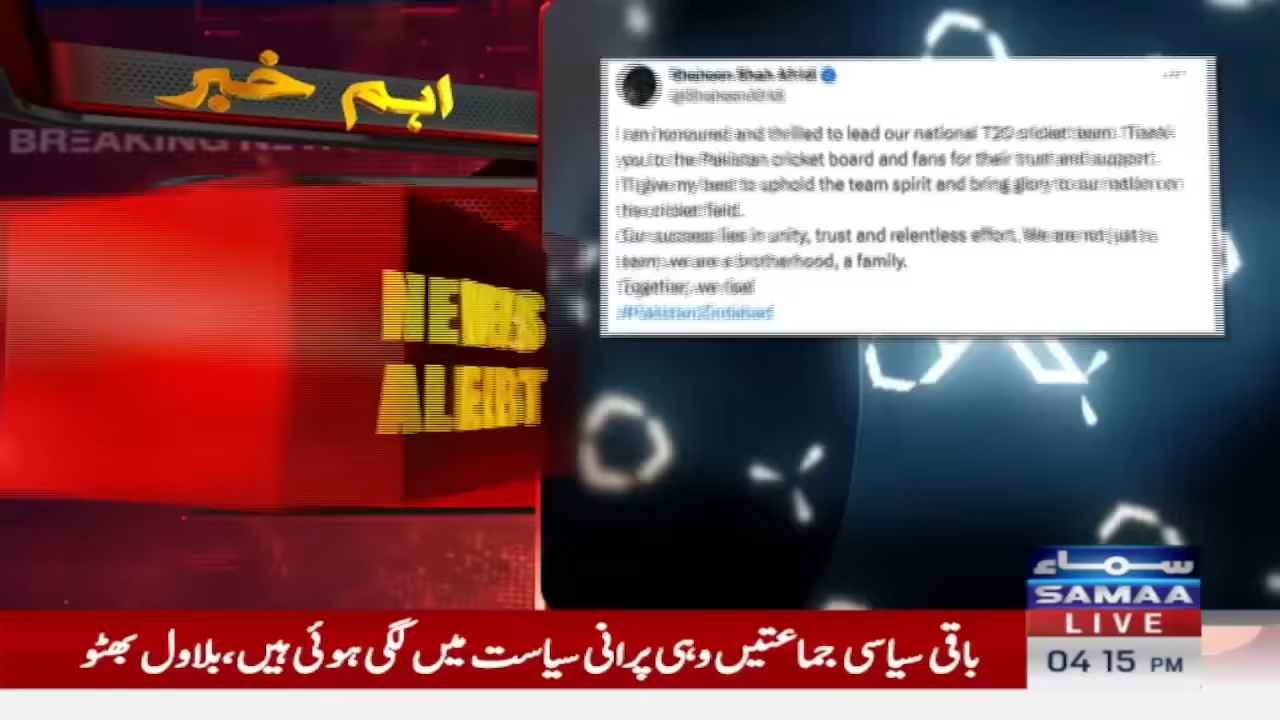 اہم خبر
BREAKING NEWS
NEWS
ALERT
Shaheen Shah Afridi
I am honoured and thrilled to lead our national T20 cricket team. Thank
you to the Pakistan cricket board and fans for their trust and support.
I'll give my best to uphold the team spirit and bring glory to our nation on
the cricket field.
Our success lies in unity, trust and relentless effort. We are not just a
team; we are a brotherhood, a family.
Together, we rise!
#PakistanZindabad
سماء
SAMAA
LIVE
04 15 PM
باقی سیاسی جماعتیں وہی پرانی سیاست میں لگی ہوئی ہیں،بلاول بھٹو